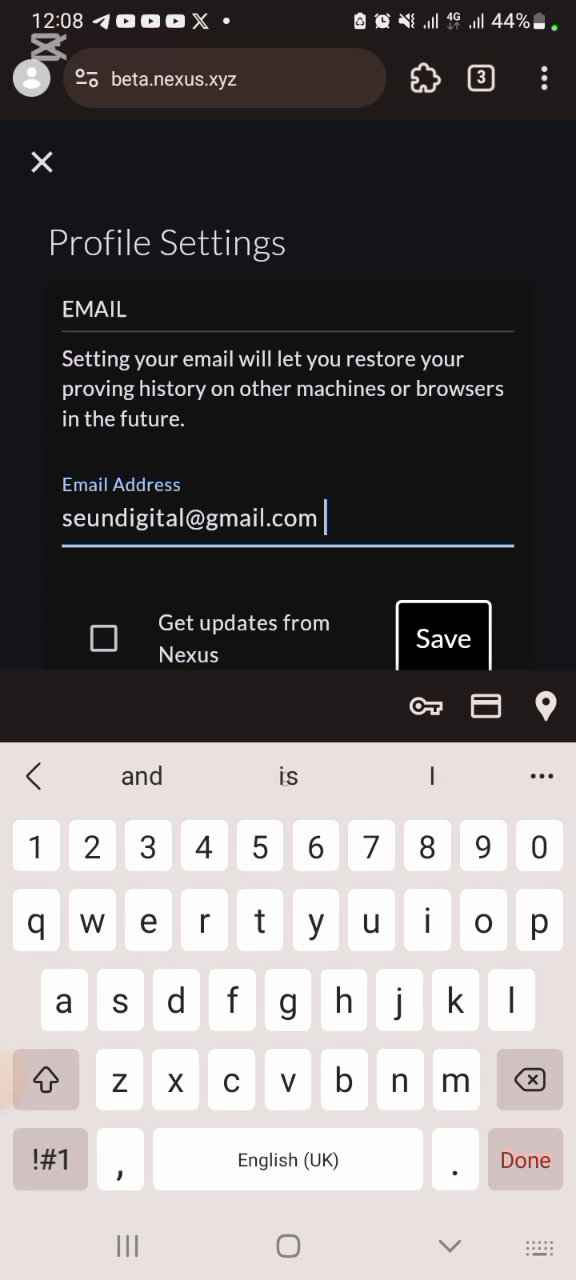 12:08 X 4G 44%
beta.nexus.xyz 3
Profile Settings
EMAIL
Setting your email will let you restore your
proving history on other machines or browsers
in the future.
Email Address
seundigital@gmail.com
Get updates from
Nexus
Save
and is I
1 2 3 4 5 6 7 8 9 0
q w e r t y u i o p
a s d f g h j k l
z x c v b n m
!#1 , English (UK) . Done